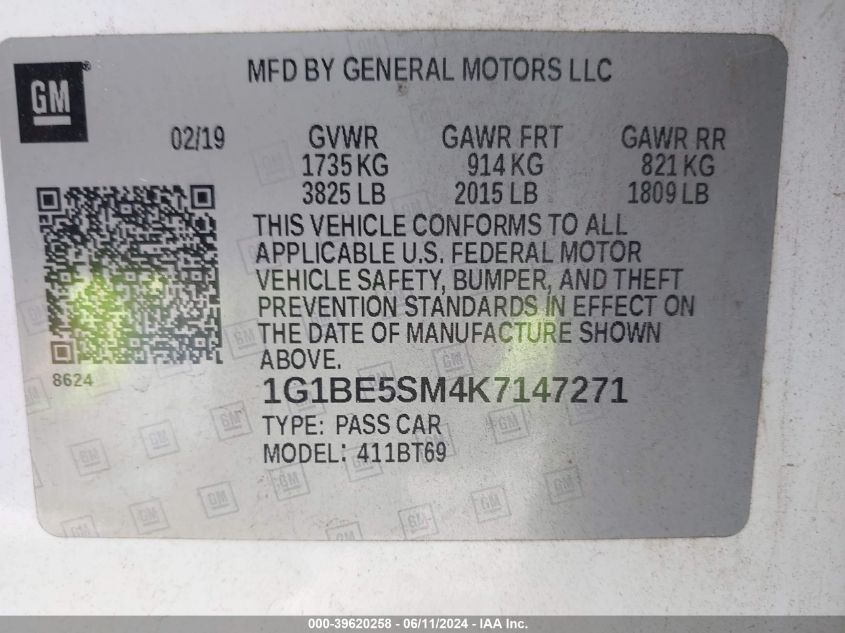 GM
MFD BY GENERAL MOTORS LLC
02/19 GVWR GAWR FRT GAWR RR
1735 KG 914 KG 821 KG
3825 LB 2015 LB 1809 LB
THIS VEHICLE CONFORMS TO ALL
APPLICABLE U.S. FEDERAL MOTOR
VEHICLE SAFETY, BUMPER, AND THEFT
PREVENTION STANDARDS IN EFFECT ON
THE DATE OF MANUFACTURE SHOWN
ABOVE.
8624
1G1BE5SM4K7147271
TYPE: PASS CAR
MODEL: 411BT69
000-39620258 - 06/11/2024 - IAA Inc.